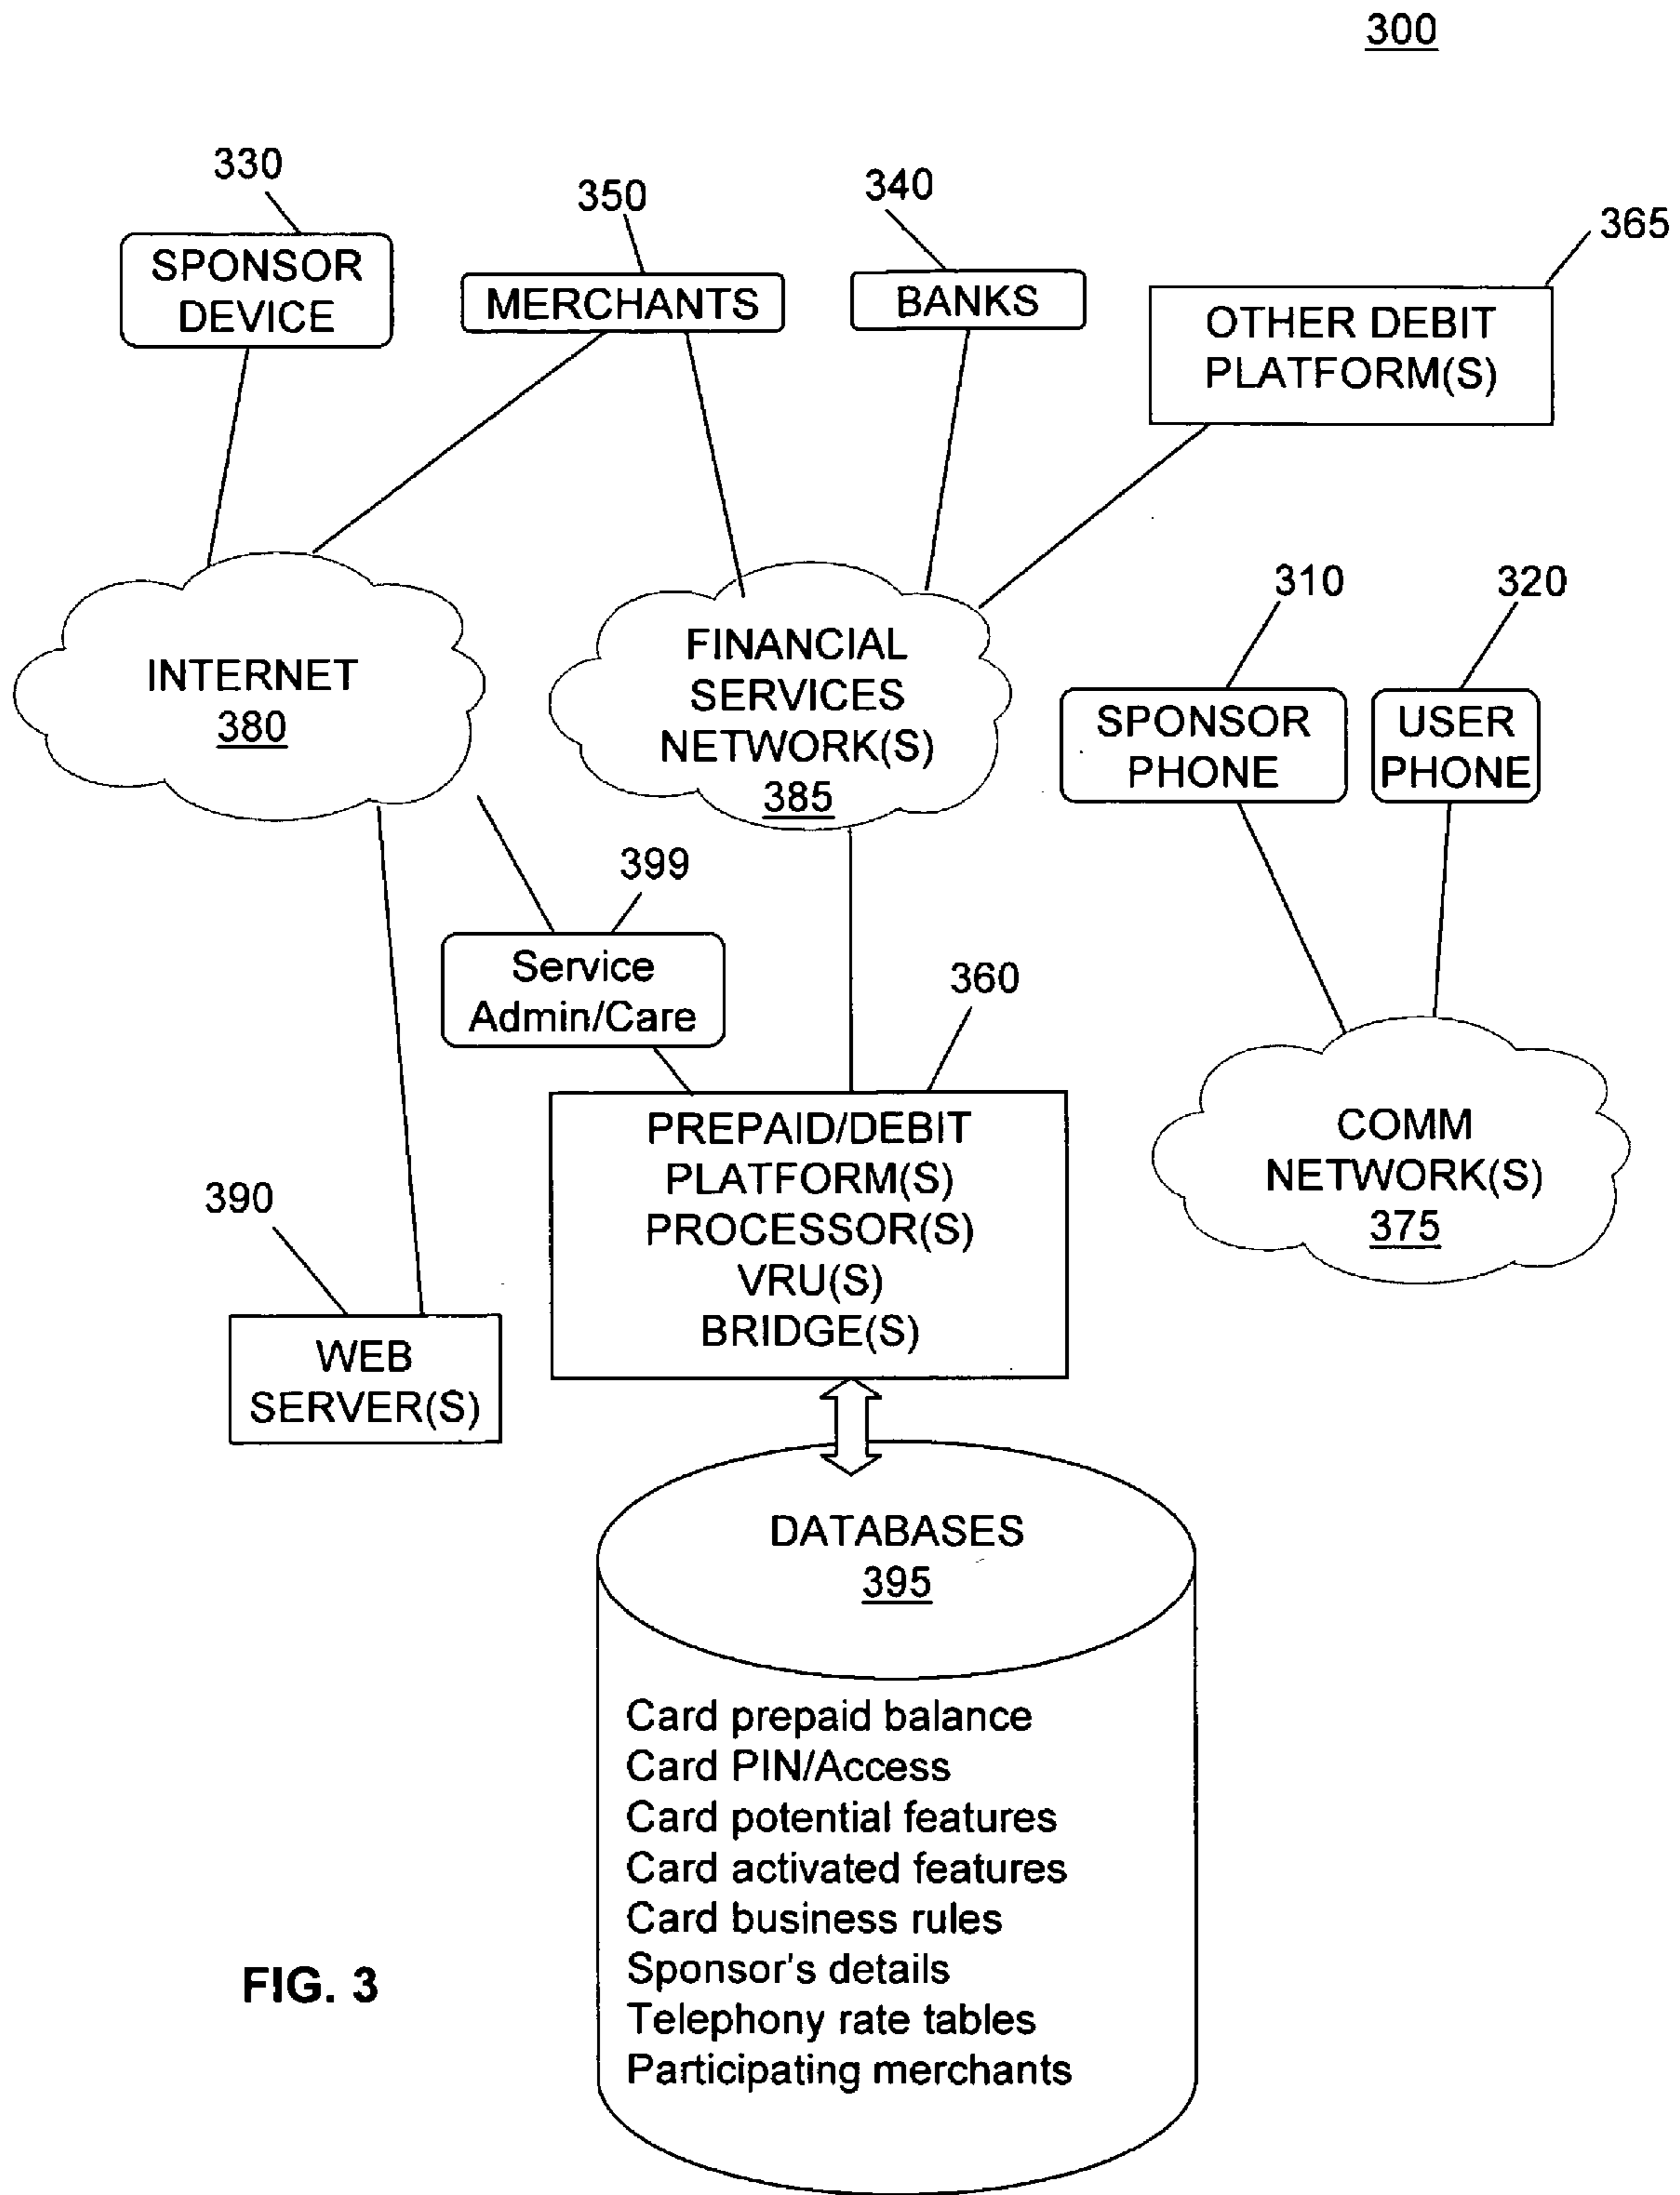 300
330
350
340
365
SPONSOR
DEVICE
MERCHANTS
BANKS
OTHER DEBIT
PLATFORM(S)
310
320
INTERNET
380
FINANCIAL
SERVICES
NETWORK(S)
385
SPONSOR
PHONE
USER
PHONE
399
Service
Admin/Care
360
PREPAID/DEBIT
PLATFORM(S)
PROCESSOR(S)
VRU(S)
BRIDGE(S)
COMM
NETWORK(S)
375
390
WEB
SERVER(S)
DATABASES
395
Card prepaid balance
Card PIN/Access
Card potential features
Card activated features
Card business rules
Sponsor's details
Telephony rate tables
Participating merchants
FIG. 3